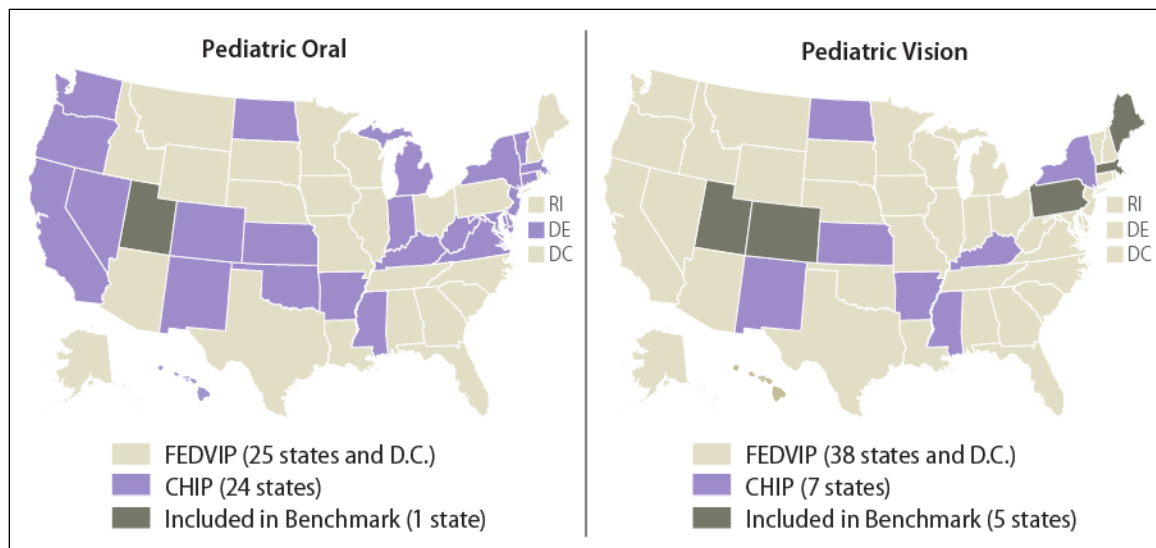 Pediatric Oral
RI
DE
DC
FEDVIP (25 states and D.C.)
CHIP (24 states)
Included in Benchmark (1 state)
Pediatric Vision
RI
DE
DC
FEDVIP (38 states and D.C.)
CHIP (7 states)
Included in Benchmark (5 states)